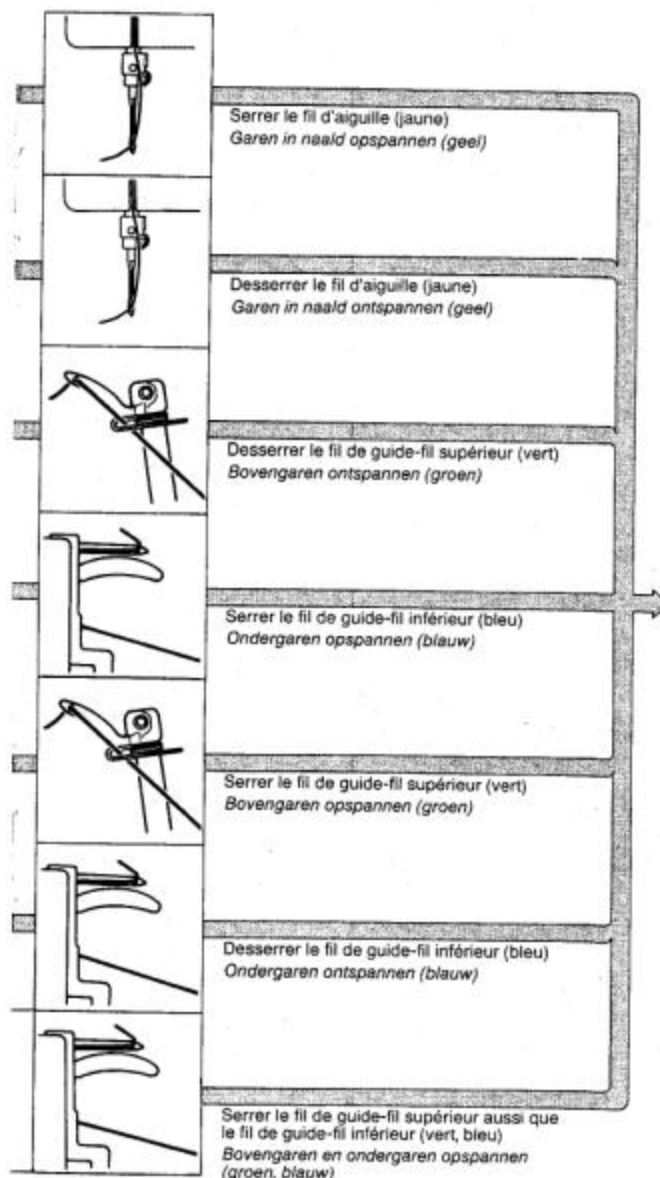 Serrer le fil d'aiguille (jaune)
Garen in naald opspannen (geel)
Desserrer le fil d'aiguille (jaune)
Garen in naald ontspannen (geel)
Desserrer le fil de guide-fil supérieur (vert)
Bovengaren ontspannen (groen)
Serrer le fil de guide-fil inférieur (bleu)
Ondergaren opspannen (blauw)
Serrer le fil de guide-fil supérieur (vert)
Bovengaren opspannen (groen)
Desserrer le fil de guide-fil inférieur (bleu)
Ondergaren ontspannen (blauw)
Serrer le fil de guide-fil supérieur aussi que
le fil de guide-fil inférieur (vert, bleu)
Bovengaren en ondergaren opspannen
(groen, blauw)